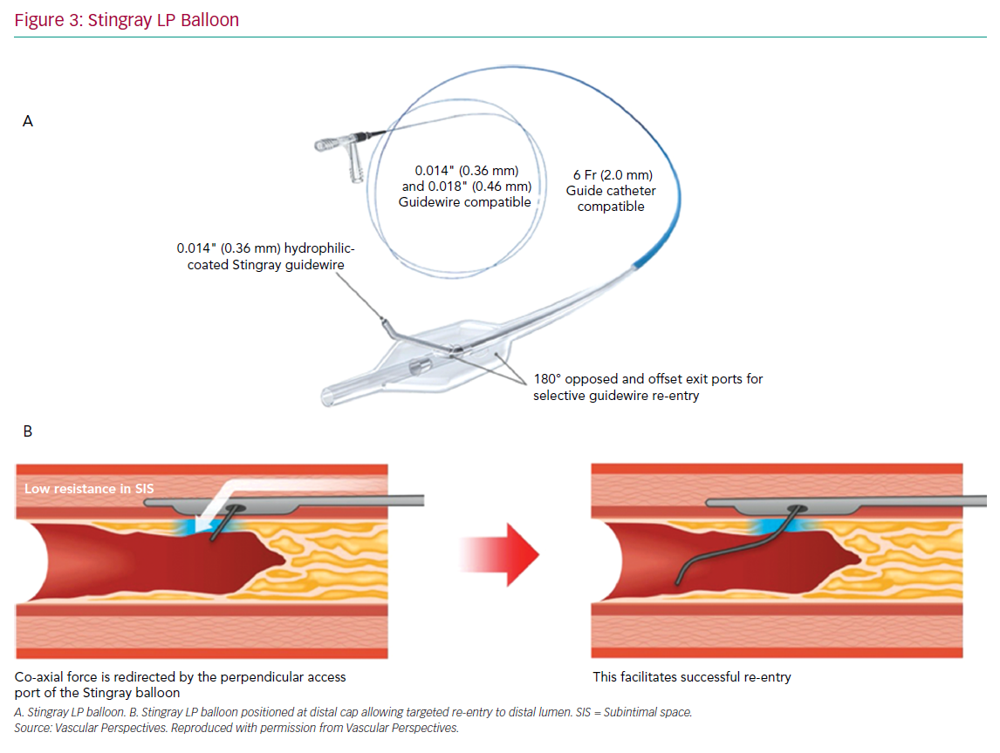 Figure 3: Stingray LP Balloon
A
0.014" (0.36 mm)
and 0.018" (0.46 mm)
Guidewire compatible
6 Fr (2.0 mm)
Guide catheter
compatible
0.014" (0.36 mm) hydrophilic-
coated Stingray guidewire
180° opposed and offset exit ports for
selective guidewire re-entry
B
Low resistance in SIS
Co-axial force is redirected by the perpendicular access
port of the Stingray balloon
This facilitates successful re-entry
A. Stingray LP balloon. B. Stingray LP balloon positioned at distal cap allowing targeted re-entry to distal lumen. SIS = Subintimal space.
Source: Vascular Perspectives. Reproduced with permission from Vascular Perspectives.